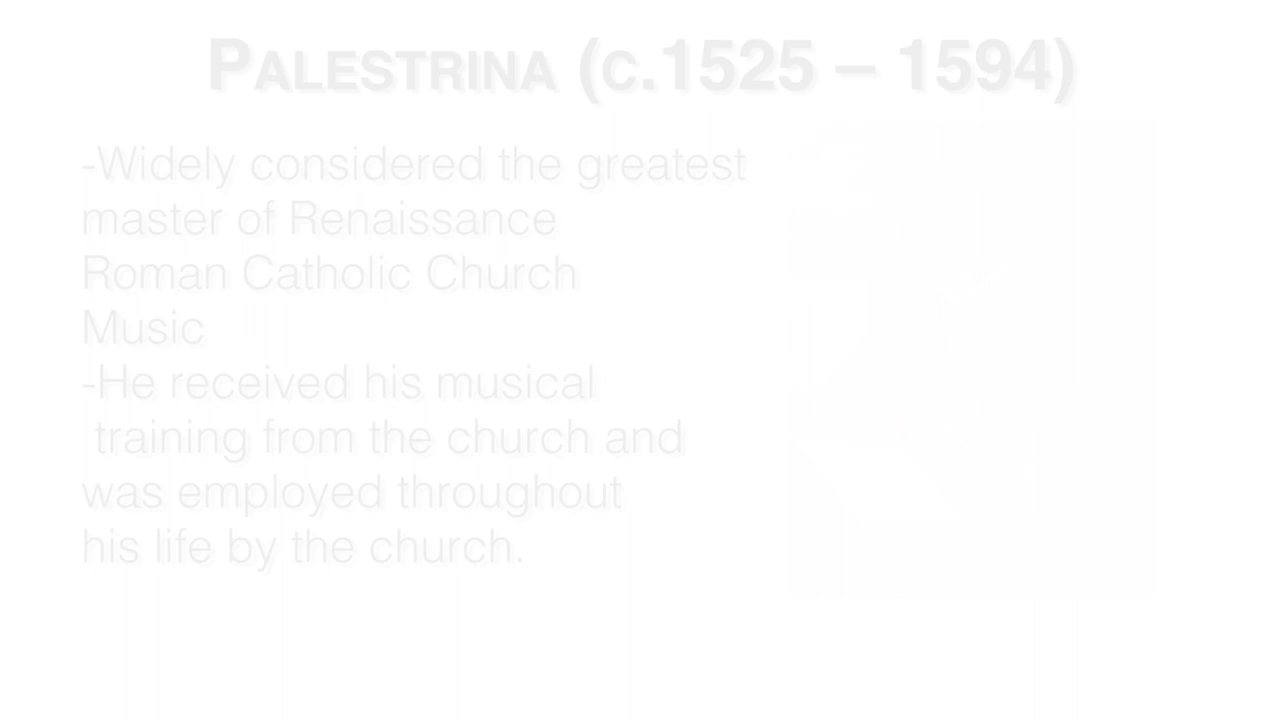 PALESTRINA (C.1525 – 1594)
-Widely considered the greatest
master of Renaissance
Roman Catholic Church
Music
-He received his musical
training from the church and
was employed throughout
his life by the church.